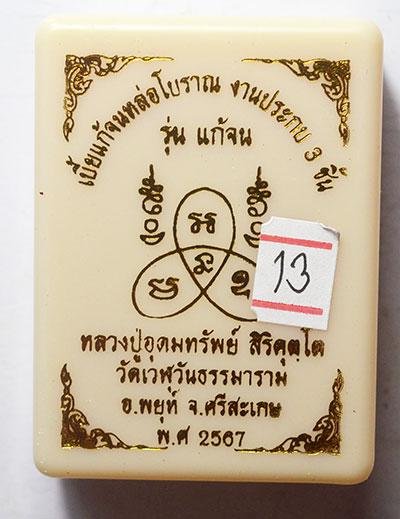 เบี้ยแก้จนหล่อโบราณ งานประกบ 3 ชิ้น
รุ่น แก้จน
13
หลวงปู่อุดมทรัพย์ สิริคุตฺโต
วัดเวฬุวันธรรมาราม
อ.พยุห์ จ.ศรีสะเกษ
พ.ศ 2567